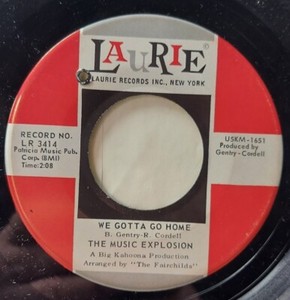 LAURIE®
LAURIE RECORDS INC., NEW YORK
RECORD NO.
LR 3414
Patricia Music Pub.
Corp. (BMI)
Time: 2:08
USKM-1651
Produced by
Gentry-Cordell
WE GOTTA GO HOME
B. Gentry-R. Cordell
THE MUSIC EXPLOSION
A Big Kahoona Production
Arranged by "The Fairchilds"